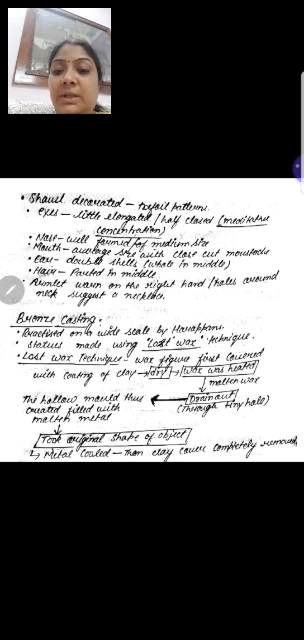 • Shawl decorated - trefoil patterns.
• eyes - little elongated / half closed (meditative
concentration)
• Nose - well formed of medium size
• Mouth - average size with close cut moustache
• Ear - double shells (whole in middle)
• Hair - Parted in middle.
• Armlet worn on the right hand / holes around
neck suggest a necklace.
Bronze Casting.
• Practised on a wide scale by Harappans.
• Statues made using 'Lost wax' technique.
• Lost wax Technique - wax figure first covered
with coating of clay → dry → wax was heated
↓
molten wax
The hollow mould thus ← Drain out
created filled with (through tiny hole)
molten metal
↓
Took original shape of object
↳ Metal cooled - then clay cover completely removed,